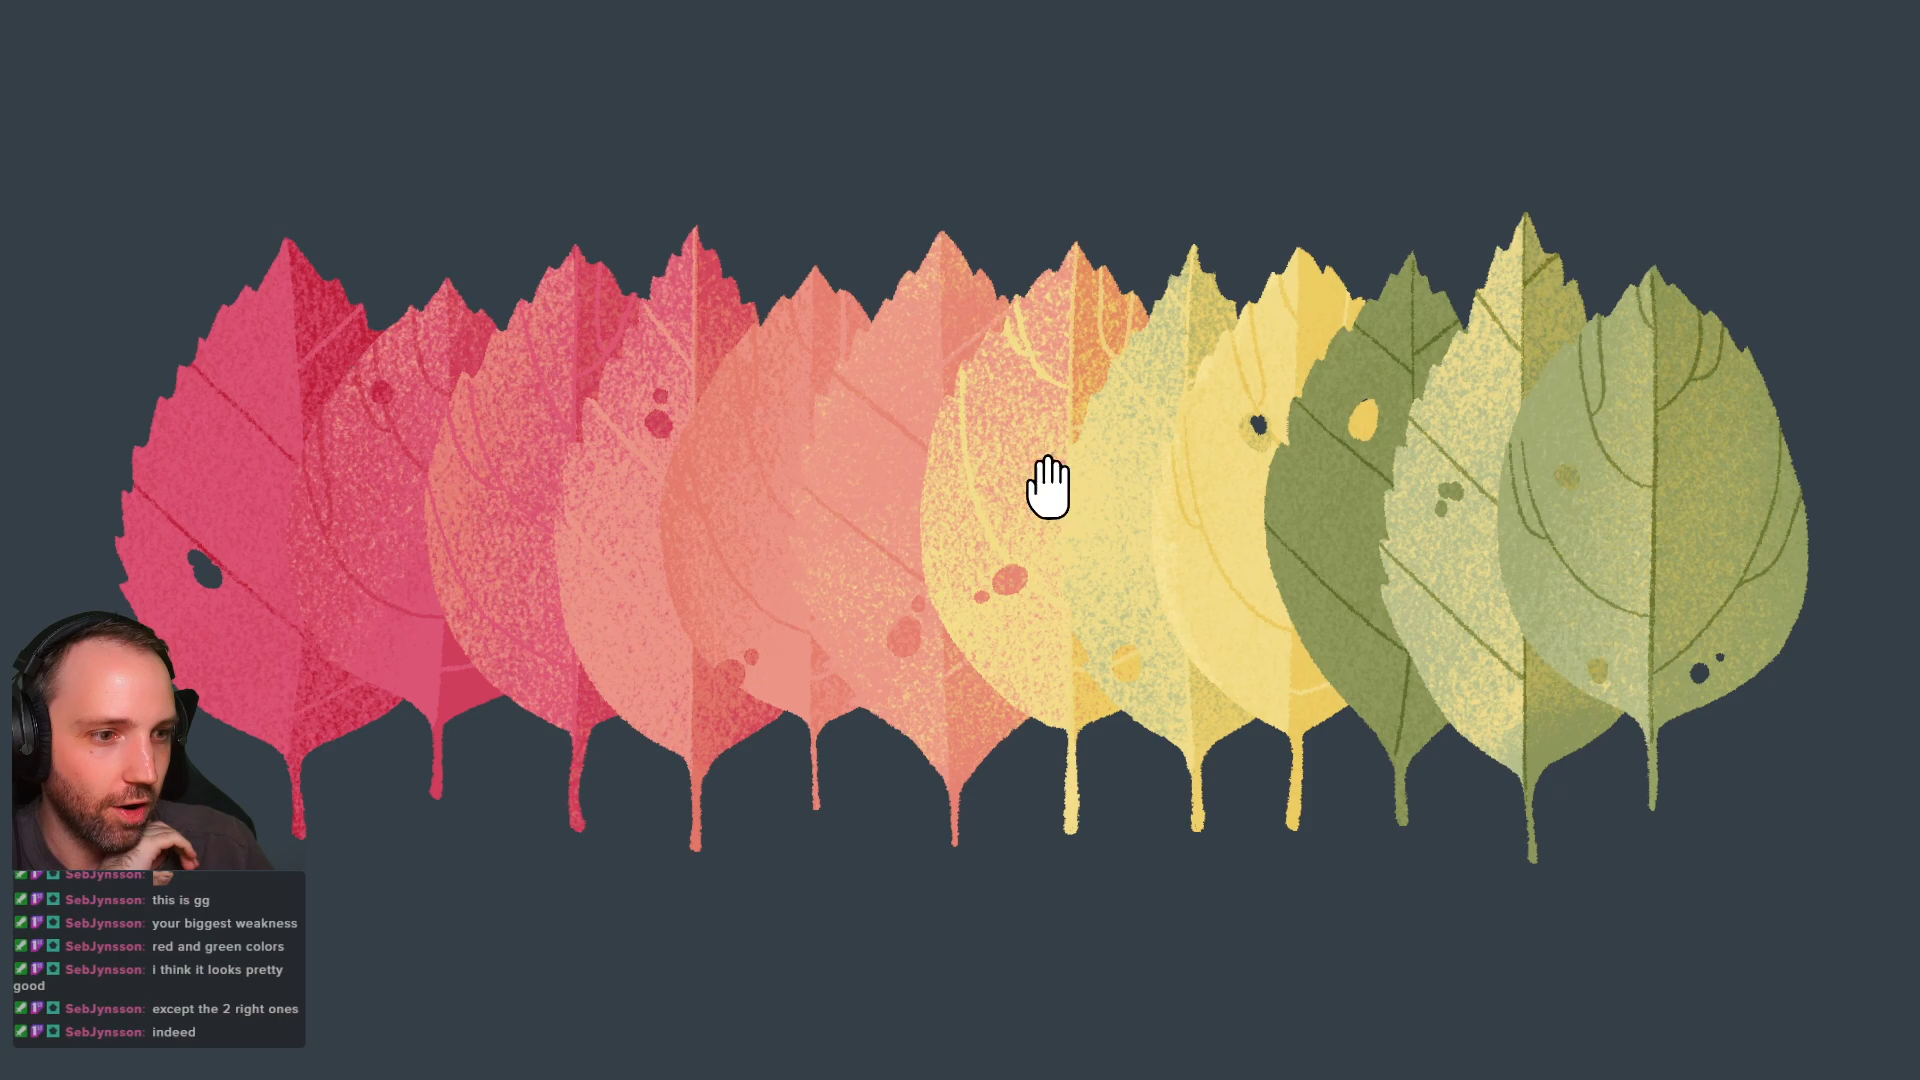 SebJynsson:
SebJynsson: this is gg
SebJynsson: your biggest weakness
SebJynsson: red and green colors
SebJynsson: i think it looks pretty
good
SebJynsson: except the 2 right ones
SebJynsson: indeed